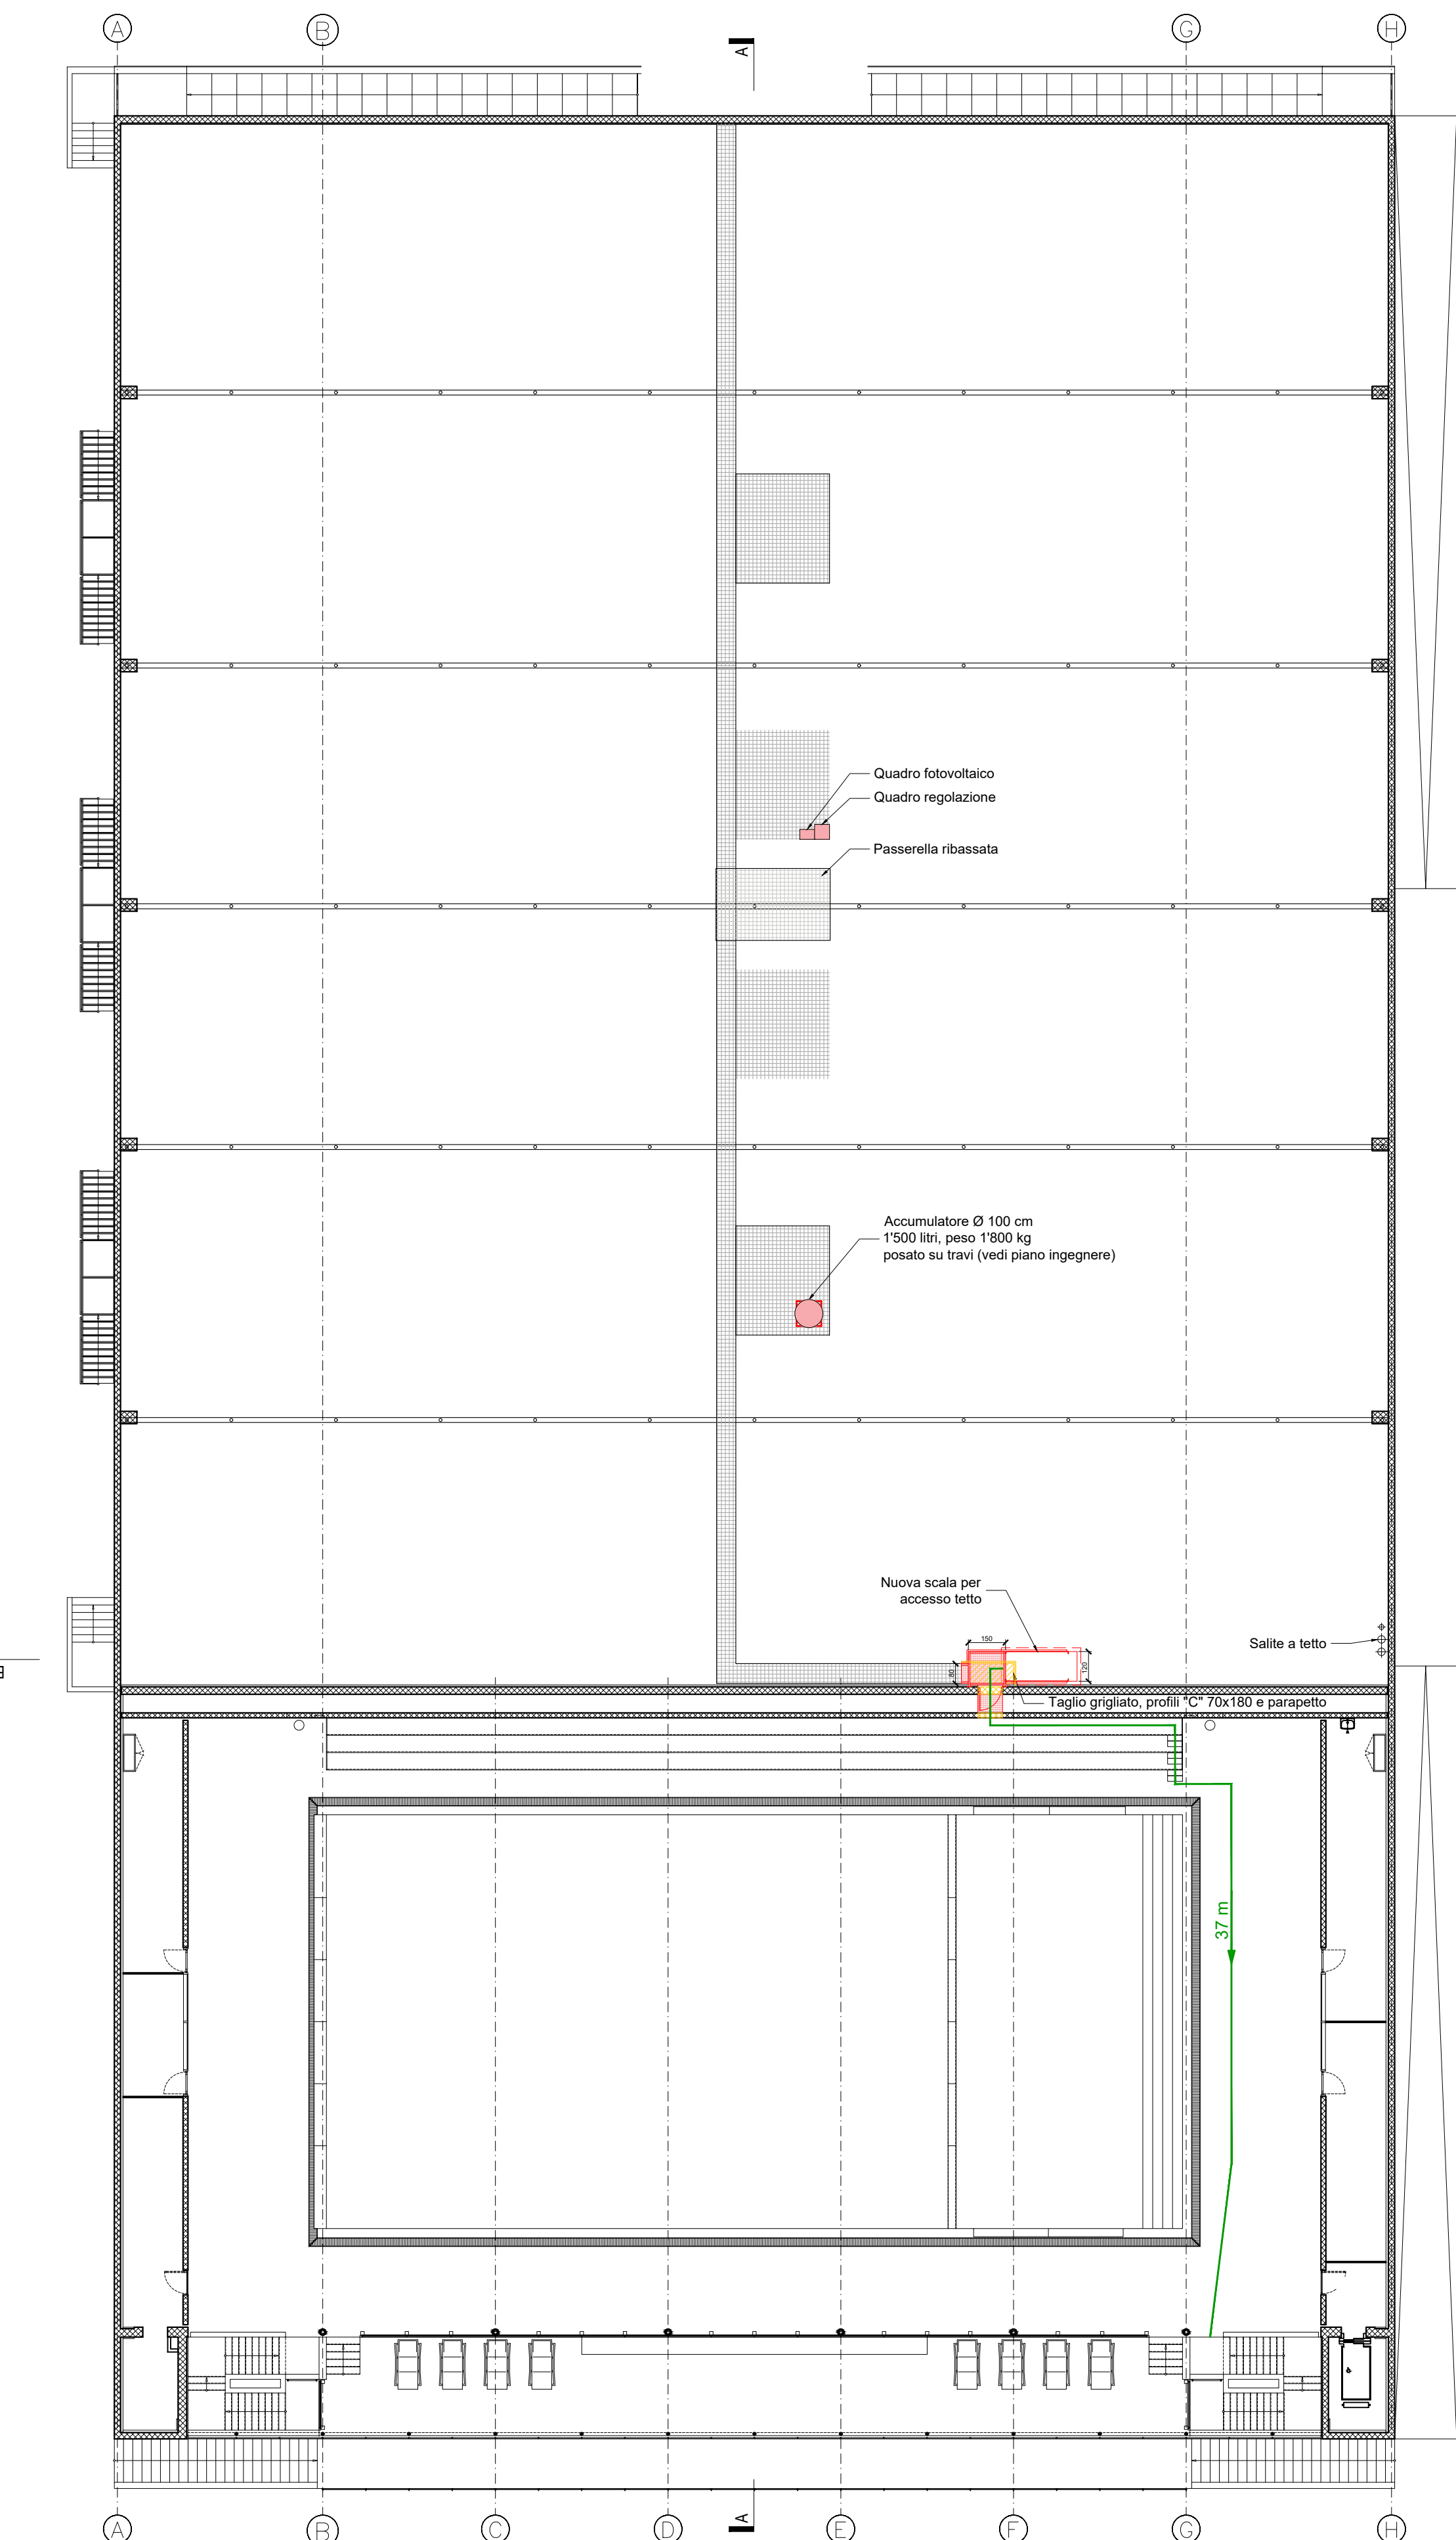 A
B
G
H
A
Quadro fotovoltaico
Quadro regolazione
Passerella ribassata
Accumulatore Ø 100 cm
1'500 litri, peso 1'800 kg
posato su travi (vedi piano ingegnere)
Nuova scala per
accesso tetto
150
80
120
Salite a tetto
Taglio grigliato, profili "C" 70x180 e parapetto
37 m
A
A
B
C
D
E
F
G
H